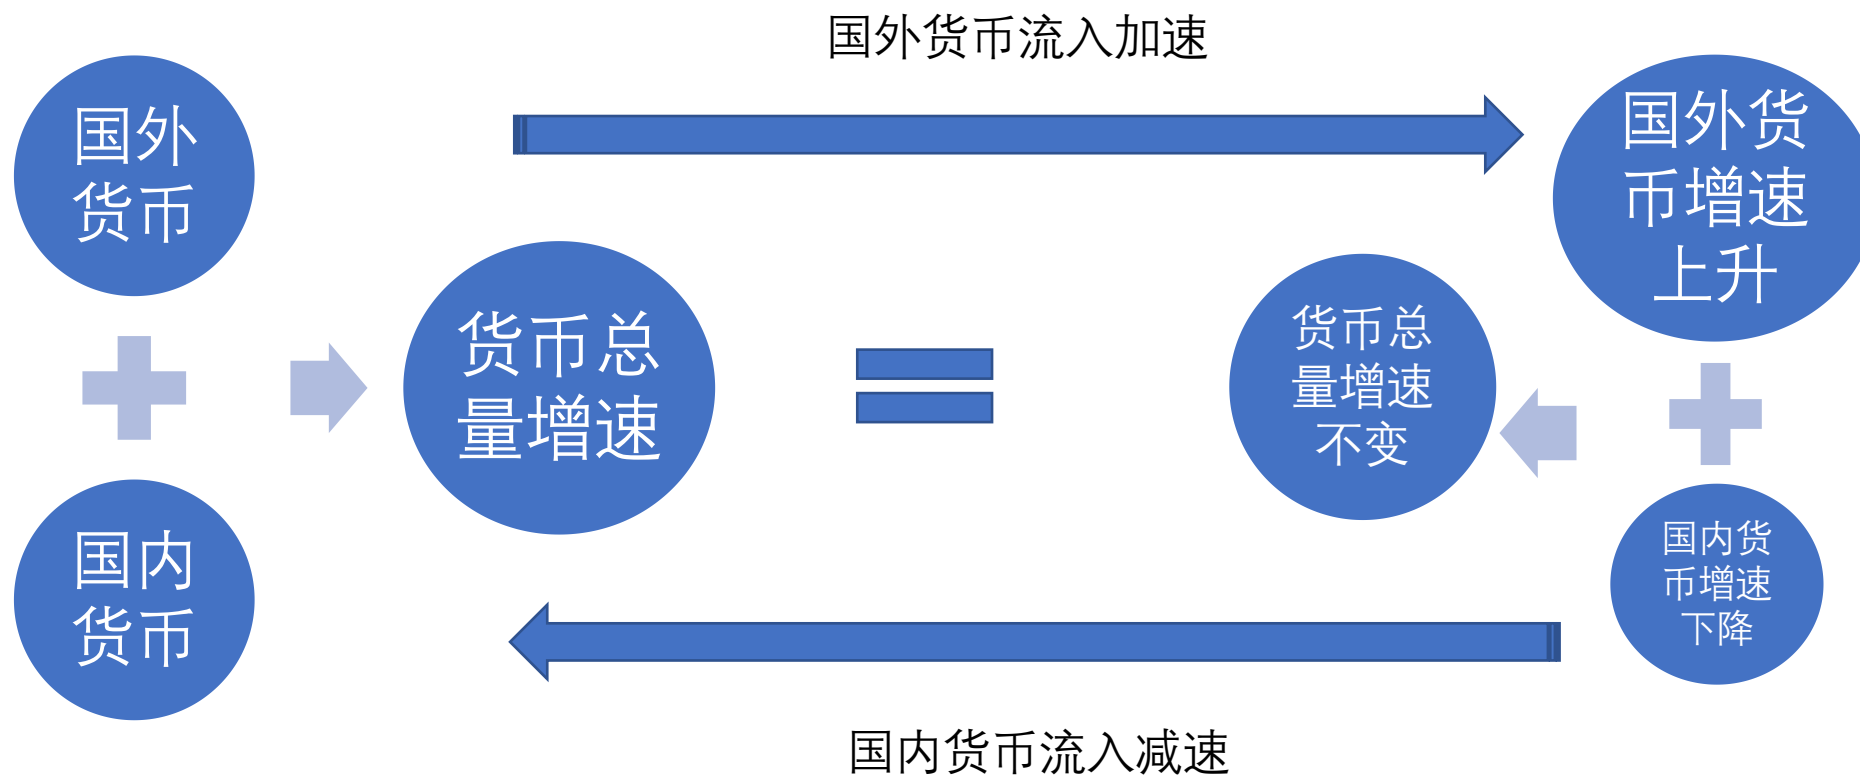 国外货币流入加速
国外
货币
国外货
币增速
上升
货币总
量增速
货币总
量增速
不变
国内
货币
国内货
币增速
下降
国内货币流入减速